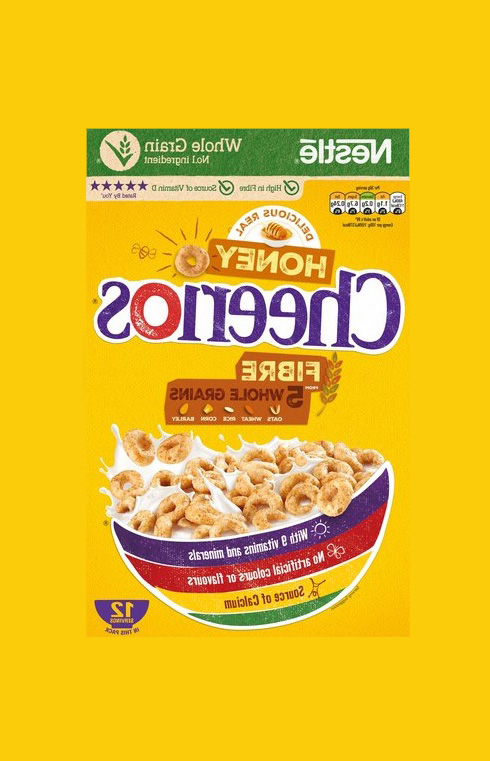 Nestlē
Whole Grain
No.1 ingredient
High in Fibre
Source of Vitamin D
Rated By You
DELICIOUS REAL
HONEY
Cheerios
FIBRE
FROM
5 WHOLE GRAINS
OATS WHEAT RICE CORN BARLEY
With 9 vitamins and minerals
No artificial colours or flavours
Source of Calcium
12
SERVINGS
IN THIS PACK